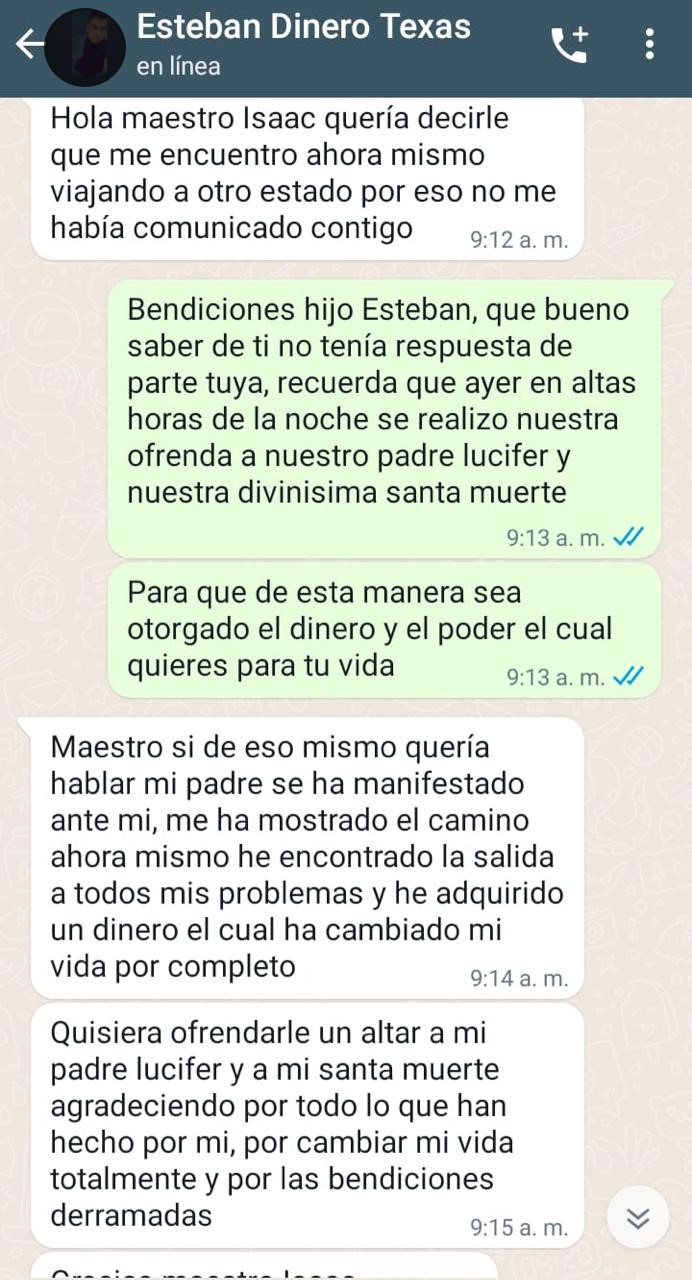 Esteban Dinero Texas
en línea
Hola maestro Isaac quería decirle
que me encuentro ahora mismo
viajando a otro estado por eso no me
había comunicado contigo
9:12 a. m.
Bendiciones hijo Esteban, que bueno
saber de ti no tenía respuesta de
parte tuya, recuerda que ayer en altas
horas de la noche se realizo nuestra
ofrenda a nuestro padre lucifer y
nuestra divinisima santa muerte
9:13 a. m.
Para que de esta manera sea
otorgado el dinero y el poder el cual
quieres para tu vida
9:13 a. m.
Maestro si de eso mismo quería
hablar mi padre se ha manifestado
ante mi, me ha mostrado el camino
ahora mismo he encontrado la salida
a todos mis problemas y he adquirido
un dinero el cual ha cambiado mi
vida por completo
9:14 a. m.
Quisiera ofrendarle un altar a mi
padre lucifer y a mi santa muerte
agradeciendo por todo lo que han
hecho por mi, por cambiar mi vida
totalmente y por las bendiciones
derramadas
9:15 a. m.
Gracias maestro Isaac